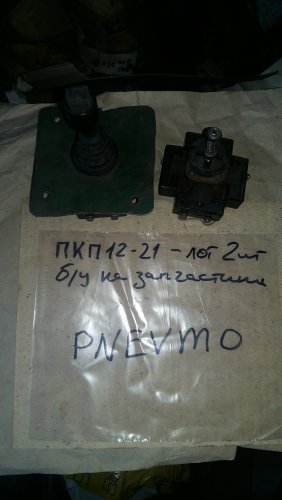 ПКП12-21 - лот 2шт
б/у на запчастини
PNEVMO